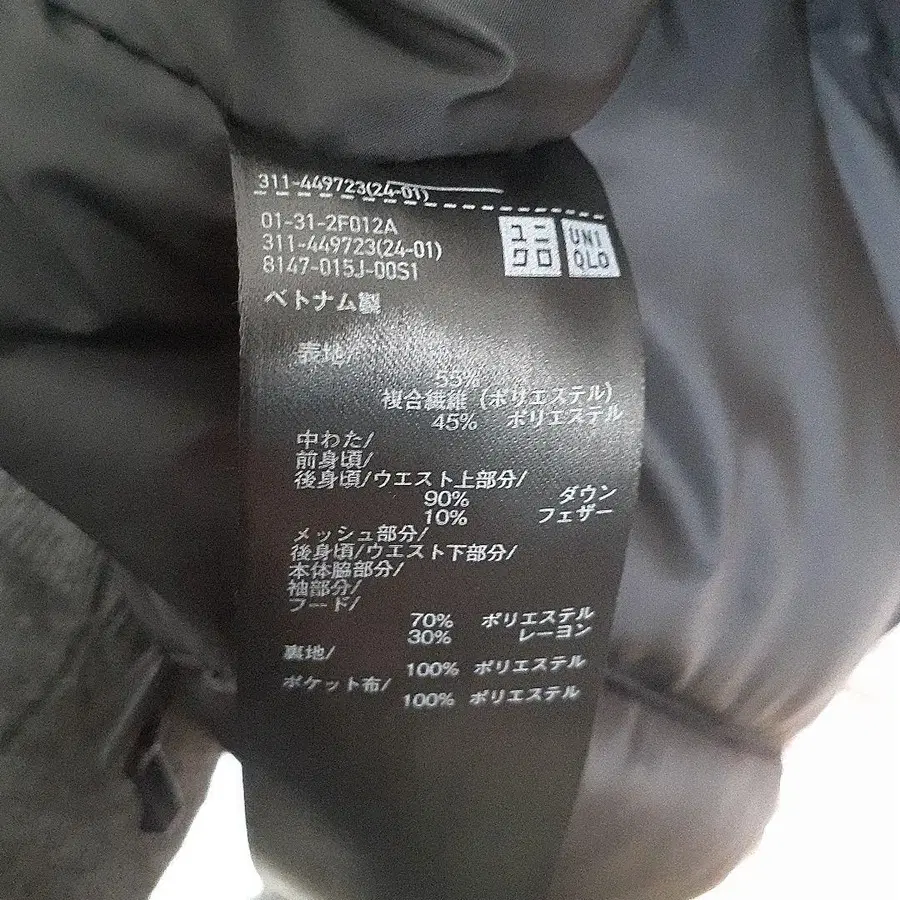 311-449723(24-01)
01-31-2F012A
311-449723(24-01)
8147-015J-00S1
ユニ
クロ
UNI
QLO
ベトナム製
表地/
55%
複合繊維 (ポリエステル)
45% ポリエステル
中わた/
前身頃/
後身頃/ウエスト上部分/
90% ダウン
10% フェザー
メッシュ部分/
後身頃/ウエスト下部分/
本体脇部分/
袖部分/
フード/
70% ポリエステル
30% レーヨン
裏地/
100% ポリエステル
ポケット布/
100% ポリエステル